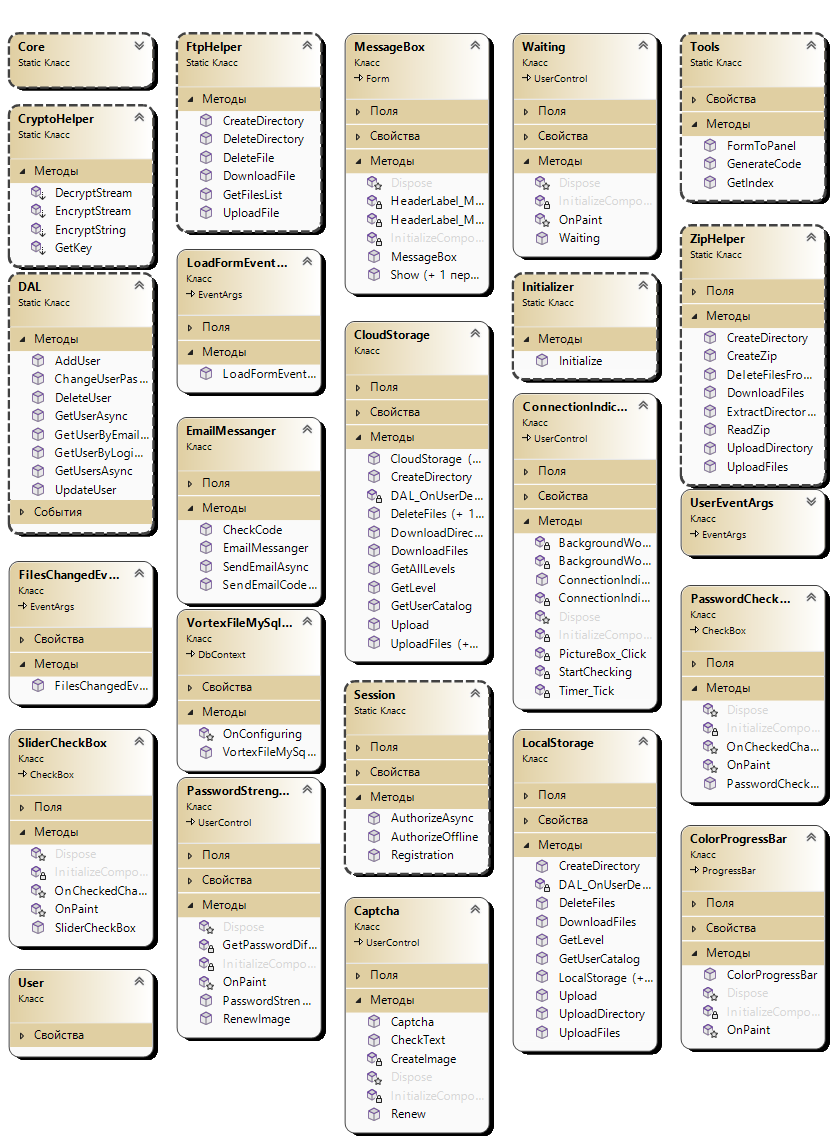 Core
Static Класс
CryptoHelper
Static Класс
Методы
DecryptStream
EncryptStream
EncryptString
GetKey
DAL
Static Класс
Методы
AddUser
ChangeUserPas...
DeleteUser
GetUserAsync
GetUserByEmail...
GetUserByLogi...
GetUsersAsync
UpdateUser
События
FilesChangedEv...
Класс
EventArgs
Свойства
Методы
FilesChangedEv...
SliderCheckBox
Класс
CheckBox
Поля
Методы
Dispose
InitializeCompo...
OnCheckedCha...
OnPaint
SliderCheckBox
User
Класс
Свойства
FtpHelper
Static Класс
Методы
CreateDirectory
DeleteDirectory
DeleteFile
DownloadFile
GetFilesList
UploadFile
LoadFormEvent...
Класс
EventArgs
Поля
Методы
LoadFormEvent...
EmailMessanger
Класс
Поля
Методы
CheckCode
EmailMessanger
SendEmailAsync
SendEmailCode...
VortexFileMySql...
Класс
DbContext
Свойства
Методы
OnConfiguring
VortexFileMySq...
PasswordStreng...
Класс
UserControl
Поля
Свойства
Методы
Dispose
GetPasswordDif...
InitializeCompo...
OnPaint
PasswordStren...
RenewImage
MessageBox
Класс
Form
Поля
Свойства
Методы
Dispose
HeaderLabel_M...
HeaderLabel_M...
InitializeCompo...
MessageBox
Show (+ 1 пер...
CloudStorage
Класс
Поля
Свойства
Методы
CloudStorage (...
CreateDirectory
DAL_OnUserDe...
DeleteFiles (+ 1...
DownloadDirec...
DownloadFiles
GetAllLevels
GetLevel
GetUserCatalog
Upload
UploadFiles (+...
Session
Static Класс
Поля
Свойства
Методы
AuthorizeAsync
AuthorizeOffline
Registration
Captcha
Класс
UserControl
Поля
Методы
Captcha
CheckText
CreateImage
Dispose
InitializeCompo...
Renew
Waiting
Класс
UserControl
Поля
Свойства
Методы
Dispose
InitializeCompo...
OnPaint
Waiting
Initializer
Static Класс
Методы
Initialize
ConnectionIndic...
Класс
UserControl
Поля
Свойства
Методы
BackgroundWo...
BackgroundWo...
ConnectionIndi...
ConnectionIndi...
Dispose
InitializeCompo...
PictureBox_Click
StartChecking
Timer_Tick
LocalStorage
Класс
Поля
Свойства
Методы
CreateDirectory
DAL_OnUserDe...
DeleteFiles
DownloadFiles
GetLevel
GetUserCatalog
LocalStorage (+...
Upload
UploadDirectory
UploadFiles
Tools
Static Класс
Свойства
Методы
FormToPanel
GenerateCode
GetIndex
ZipHelper
Static Класс
Поля
Методы
CreateDirectory
CreateZip
DeleteFilesFro...
DownloadFiles
ExtractDirector...
ReadZip
UploadDirectory
UploadFiles
UserEventArgs
Класс
EventArgs
PasswordCheck...
Класс
CheckBox
Поля
Методы
Dispose
InitializeCompo...
OnCheckedCha...
OnPaint
PasswordCheck...
ColorProgressBar
Класс
ProgressBar
Поля
Свойства
Методы
ColorProgressBar
Dispose
InitializeCompo...
OnPaint